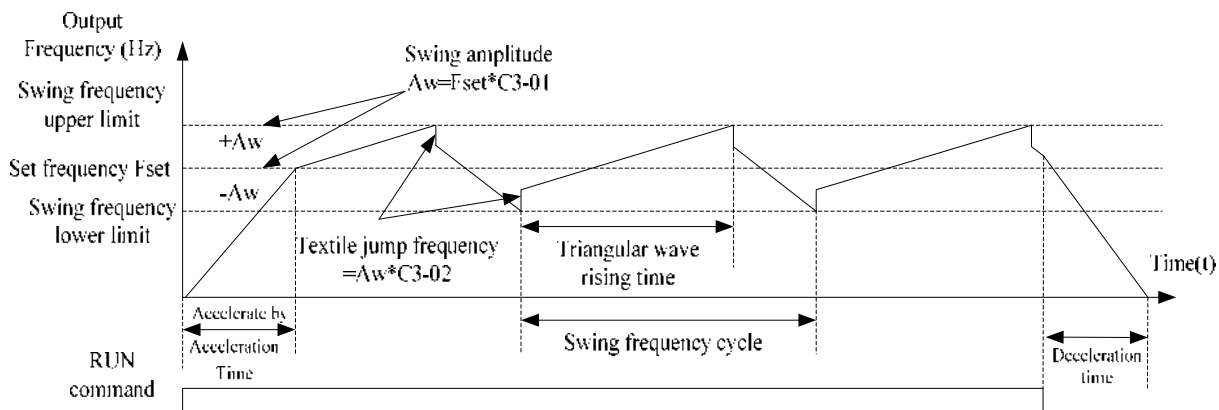 Output
Frequency (Hz)
Swing amplitude
Aw=Fset*C3-01
Swing frequency
upper limit
+Aw
Set frequency Fset
-Aw
Swing frequency
lower limit
Textile jump frequency
=Aw*C3-02
Triangular wave
rising time
Time(t)
Accelerate by
Acceleration
Time
Swing frequency cycle
Deceleration
time
RUN
command